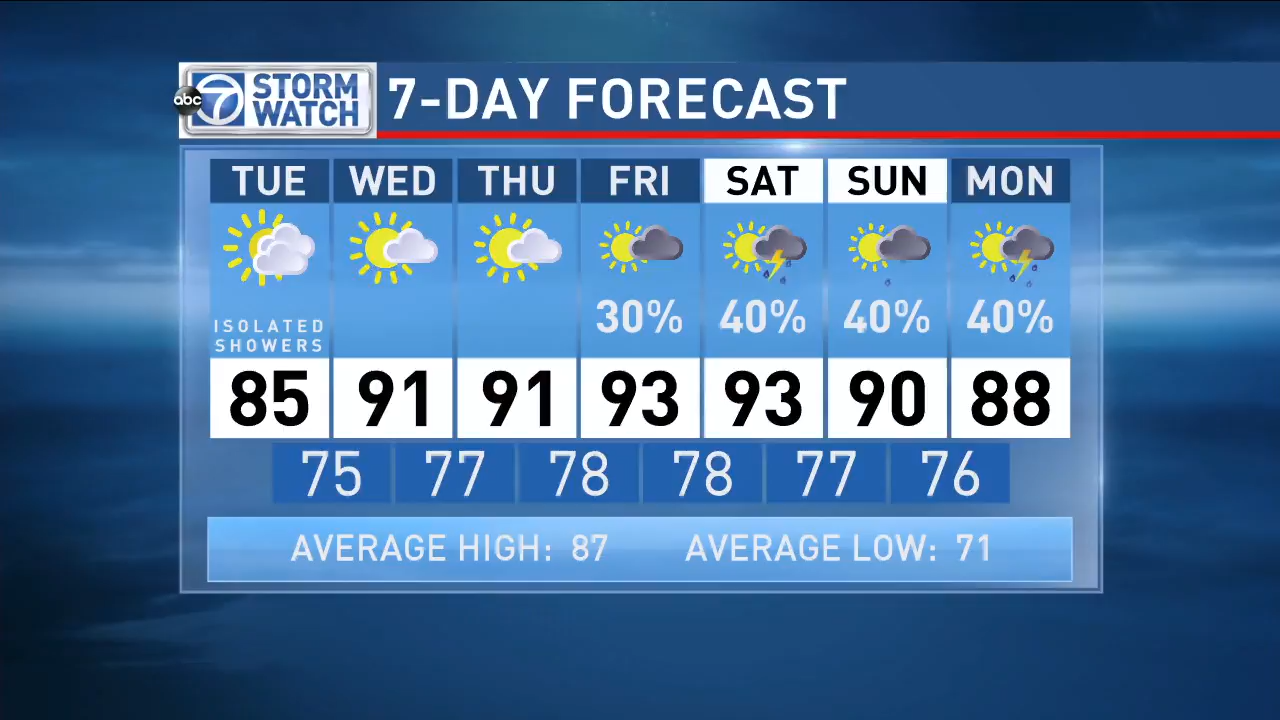 abc 7 STORM WATCH
7-DAY FORECAST
TUE WED THU FRI SAT SUN MON
30% 40% 40% 40%
ISOLATED
SHOWERS
85 91 91 93 93 90 88
75 77 78 78 77 76
AVERAGE HIGH: 87 AVERAGE LOW: 71